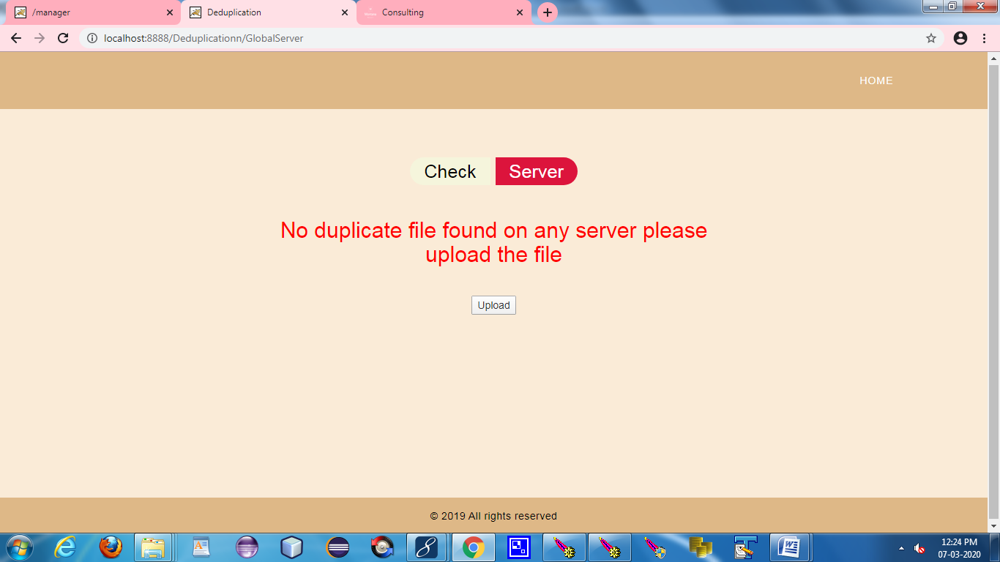 /manager
Deduplication
Consulting
localhost:8888/Deduplicationn/GlobalServer
HOME
Check Server
No duplicate file found on any server please
upload the file
Upload
© 2019 All rights reserved
12:24 PM
07-03-2020